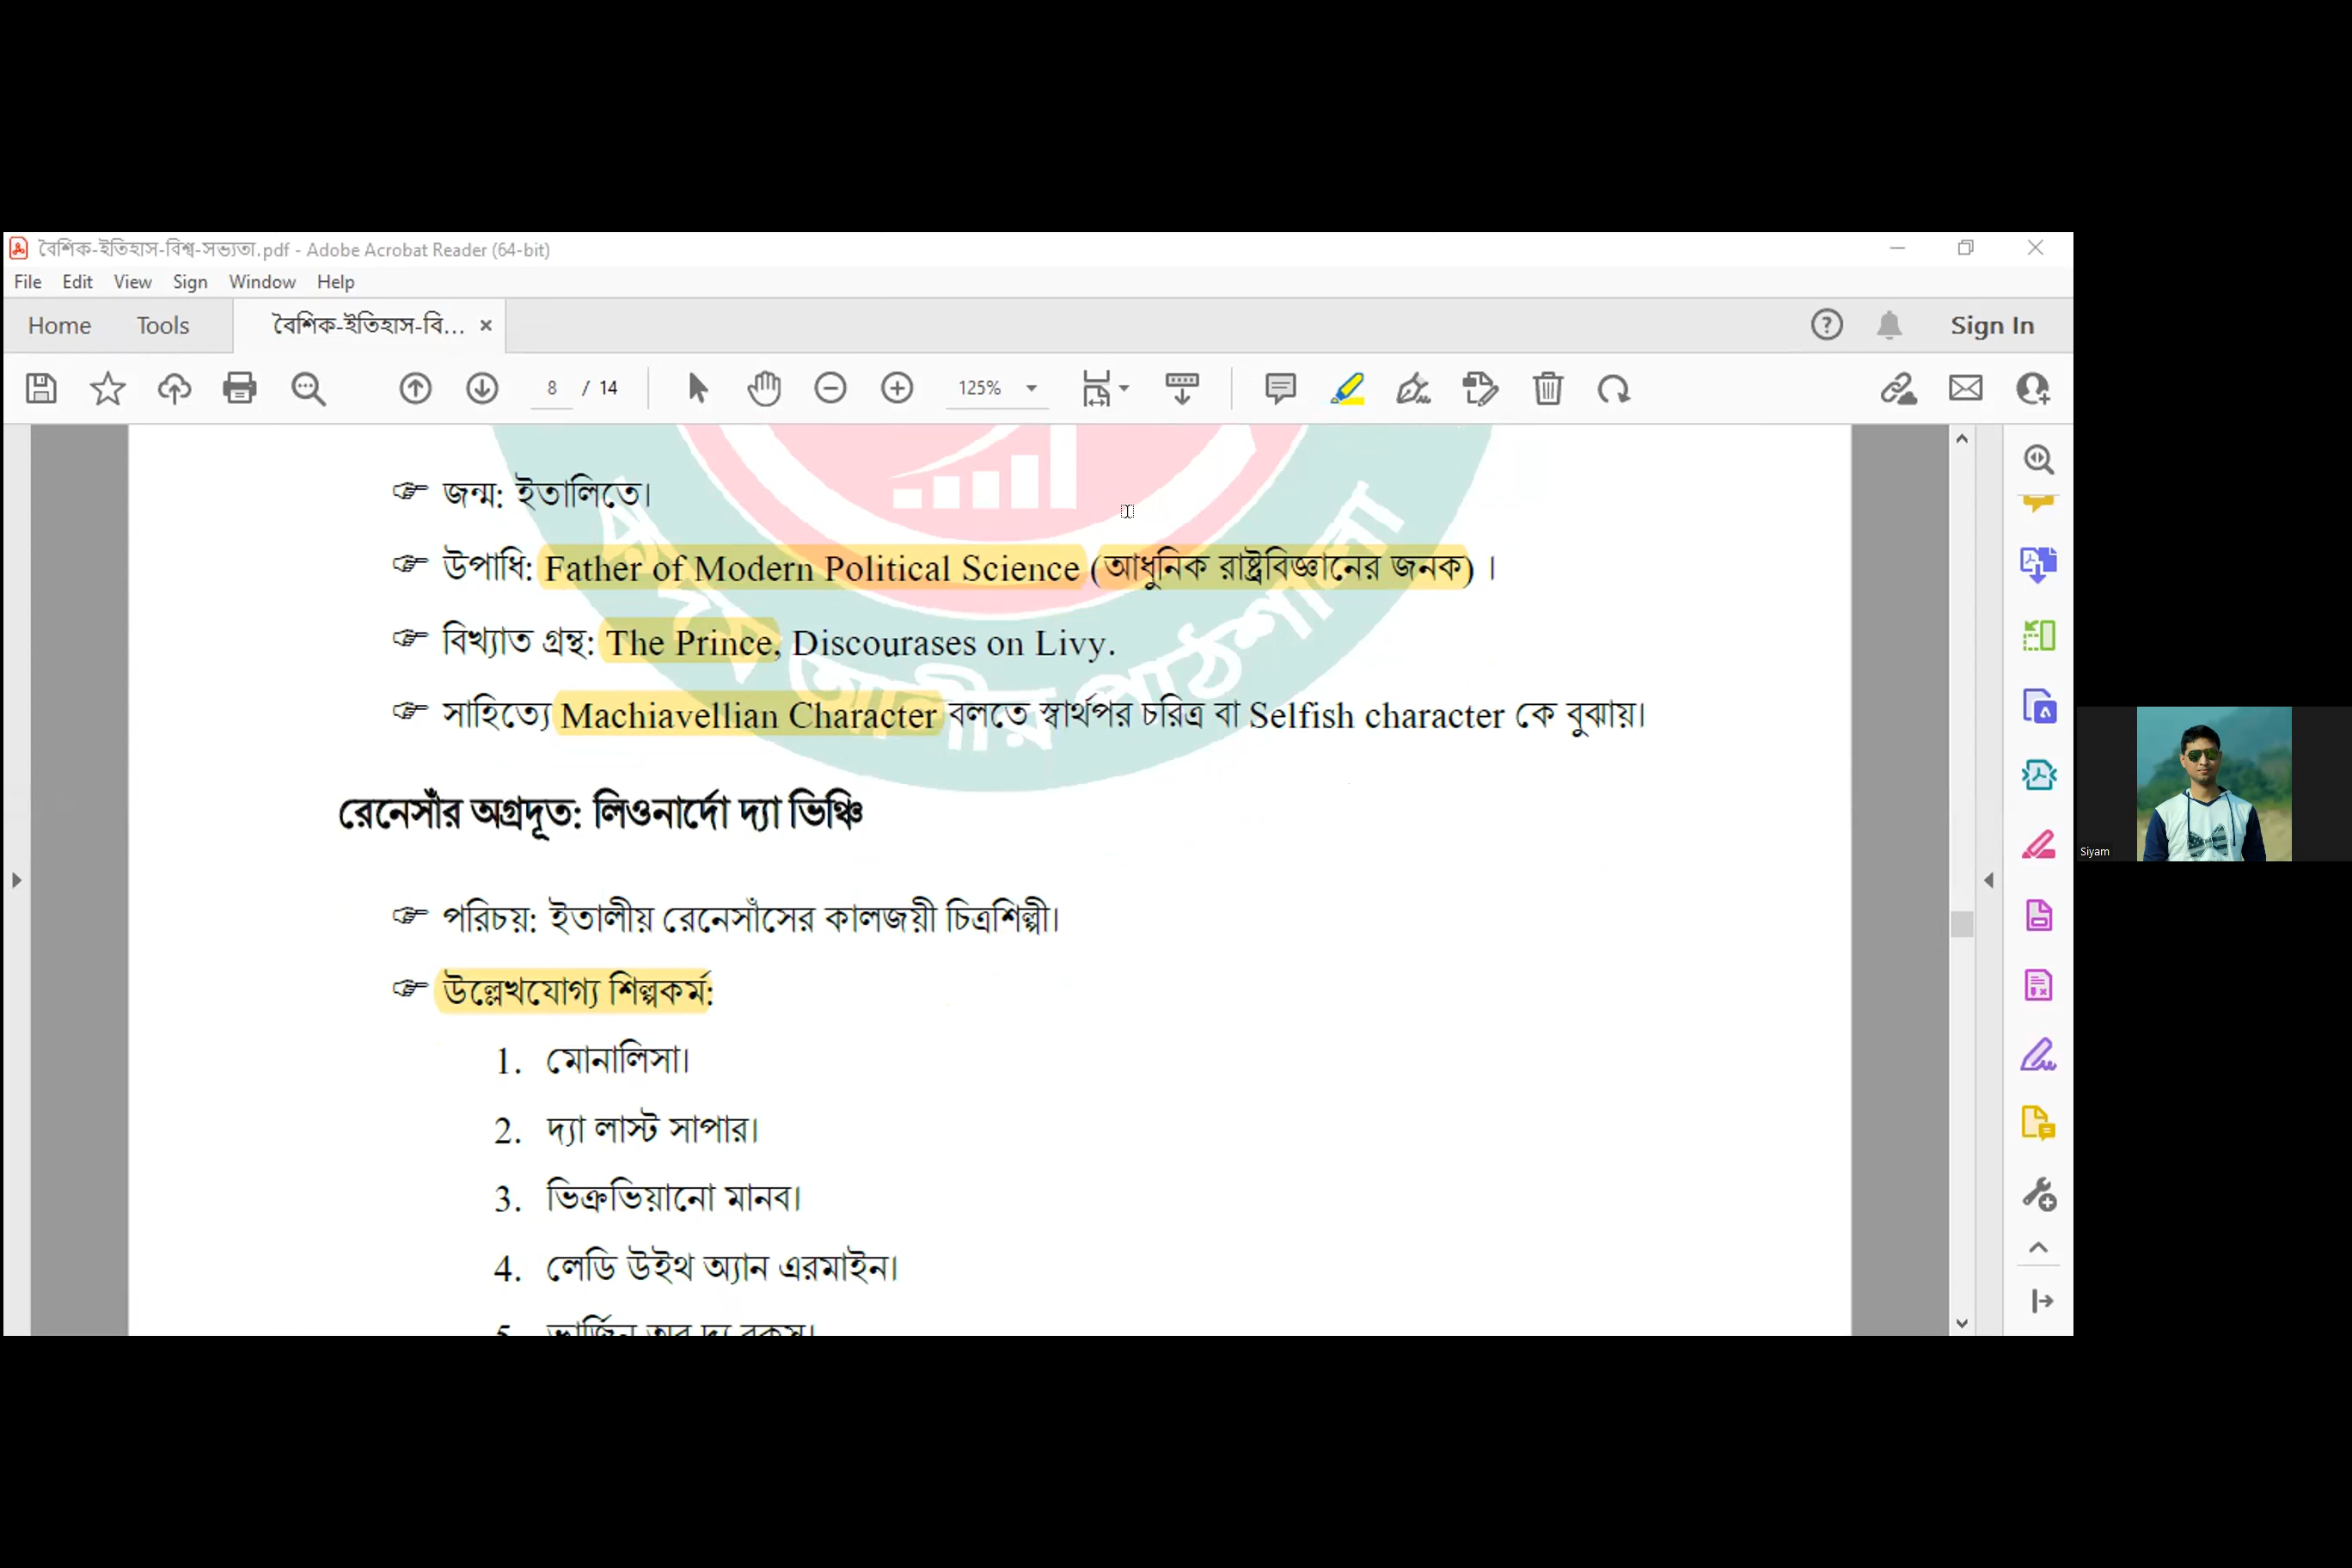 বৈশ্বিক-ইতিহাস-বিশ্ব-সভ্যতা.pdf - Adobe Acrobat Reader (64-bit)
File Edit View Sign Window Help
Home Tools বৈশ্বিক-ইতিহাস-বি... × Sign In
8 / 14 125%
জন্ম: ইতালিতে।
উপাধি: Father of Modern Political Science (আধুনিক রাষ্ট্রবিজ্ঞানের জনক) ।
বিখ্যাত গ্রন্থ: The Prince, Discourases on Livy.
সাহিত্যে Machiavellian Character বলতে স্বার্থপর চরিত্র বা Selfish character কে বুঝায়।
রেনেসাঁর অগ্রদূত: লিওনার্দো দ্যা ভিঞ্চি
পরিচয়: ইতালীয় রেনেসাঁসের কালজয়ী চিত্রশিল্পী।
উল্লেখযোগ্য শিল্পকর্ম:
1. মোনালিসা।
2. দ্যা লাস্ট সাপার।
3. ভিক্রভিয়ানো মানব।
4. লেডি উইথ অ্যান এরমাইন।
Siyam